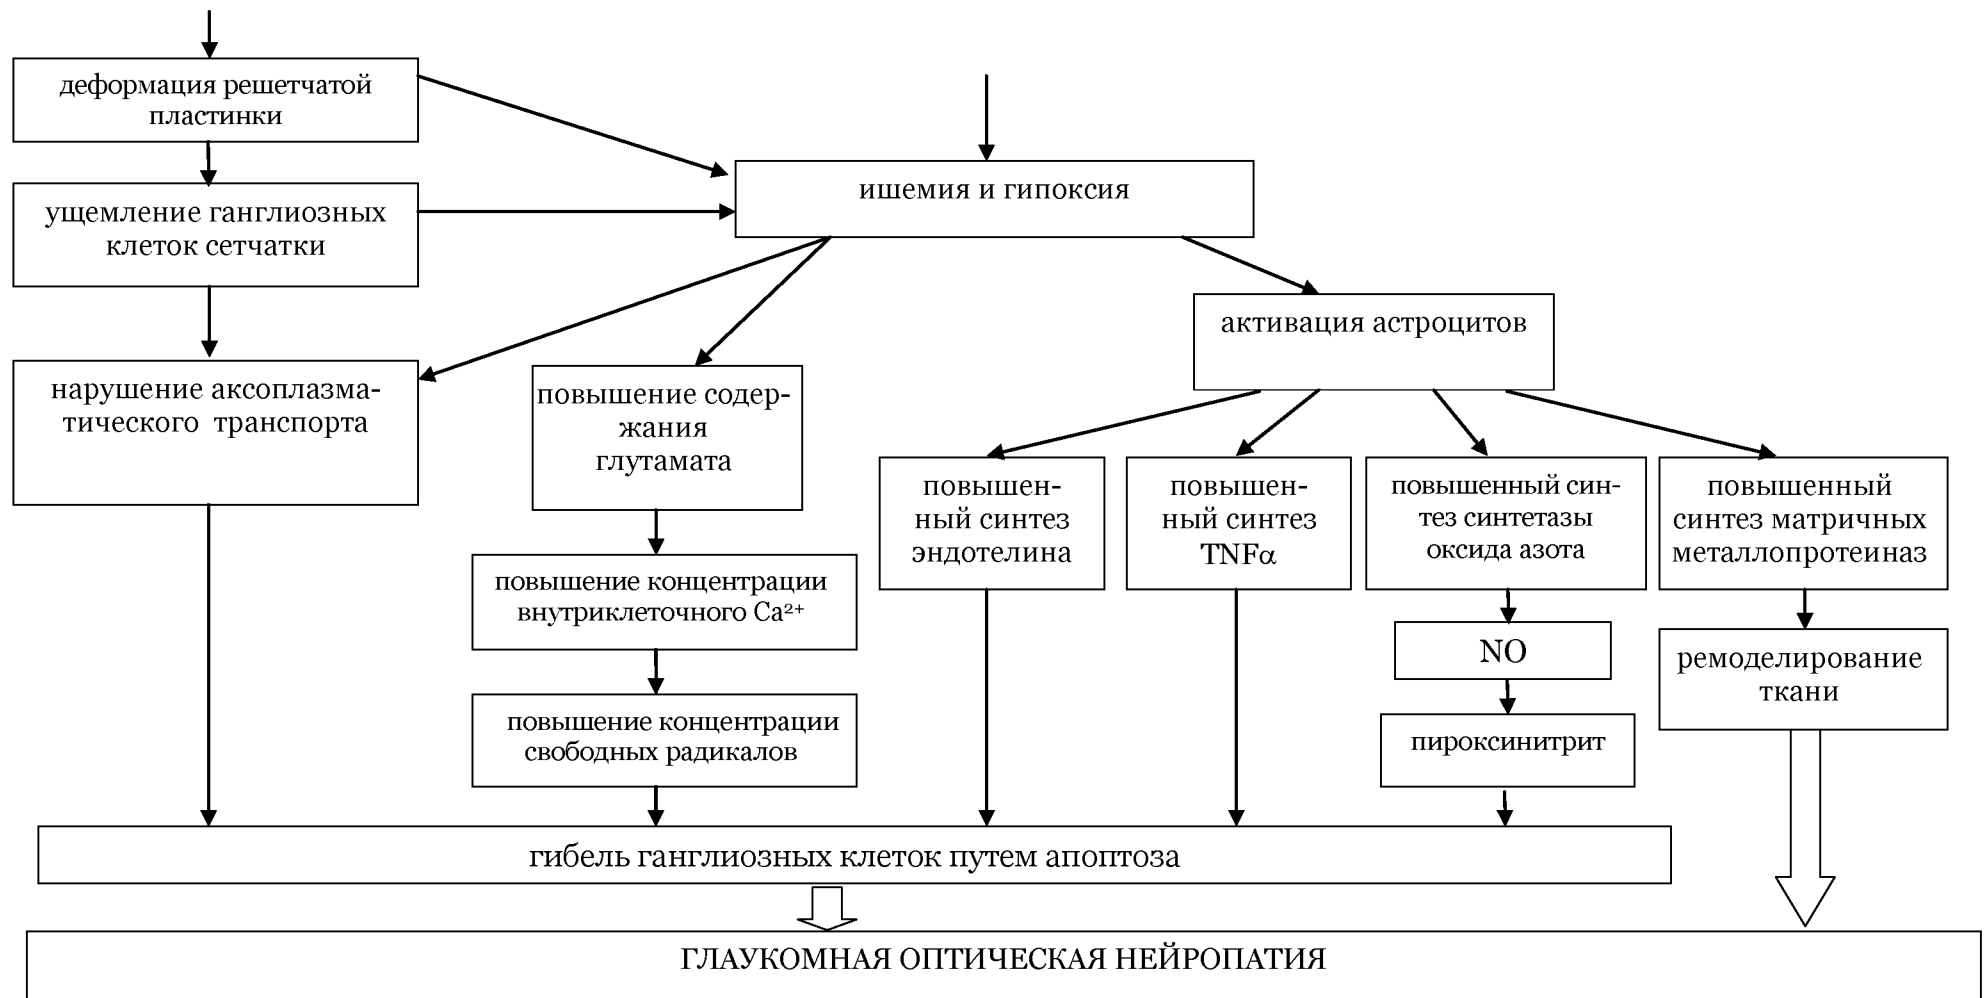 деформация решетчатой
пластинки
ишемия и гипоксия
ущемление ганглиозных
клеток сетчатки
активация астроцитов
нарушение аксоплазма-
тического транспорта
повышение содер-
жания
глутамата
повышен-
ный синтез
эндотелина
повышен-
ный синтез
TNFα
повышенный син-
тез синтетазы
оксида азота
повышенный
синтез матричных
металлопротеиназ
повышение концентрации
внутриклеточного Ca²⁺
NO
ремоделирование
ткани
повышение концентрации
свободных радикалов
пироксинитрит
гибель ганглиозных клеток путем апоптоза
ГЛАУКОМНАЯ ОПТИЧЕСКАЯ НЕЙРОПАТИЯ